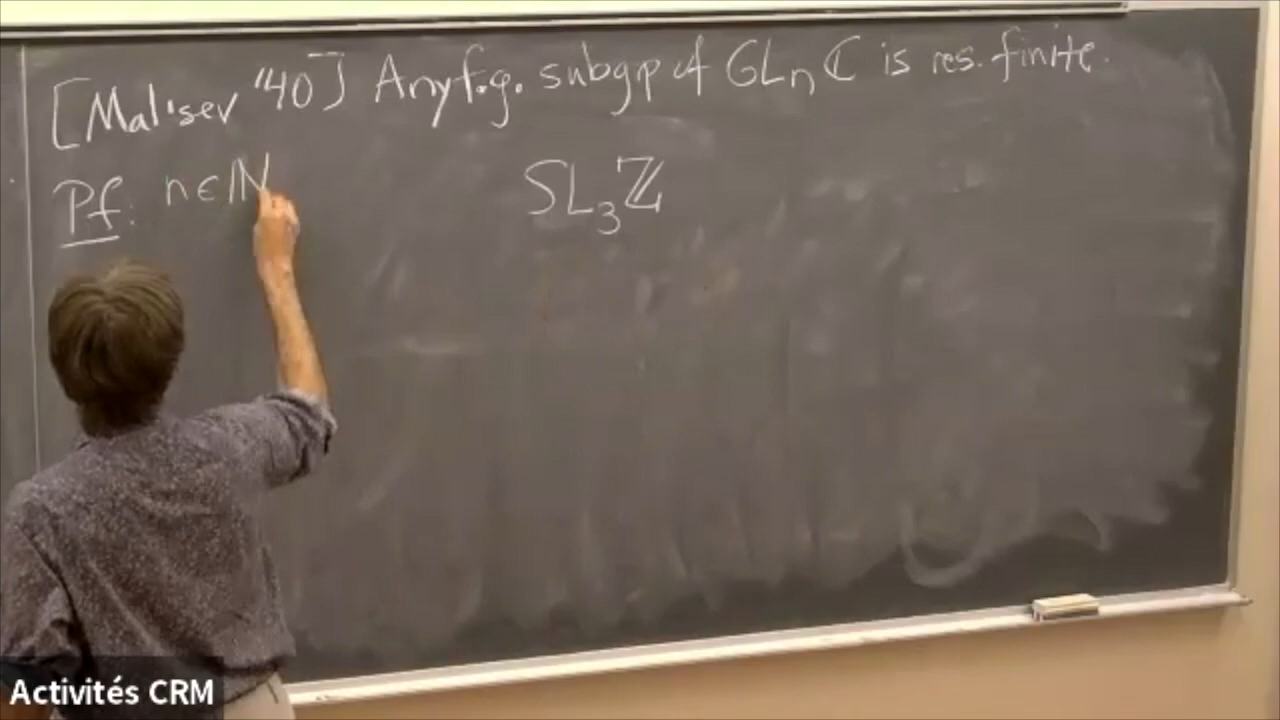 [Mal'sev '40] Any f.g. subgp of GLₙ ℂ is res. finite.
Pf: n ∈ ℕ
SL₃ℤ
Activités CRM